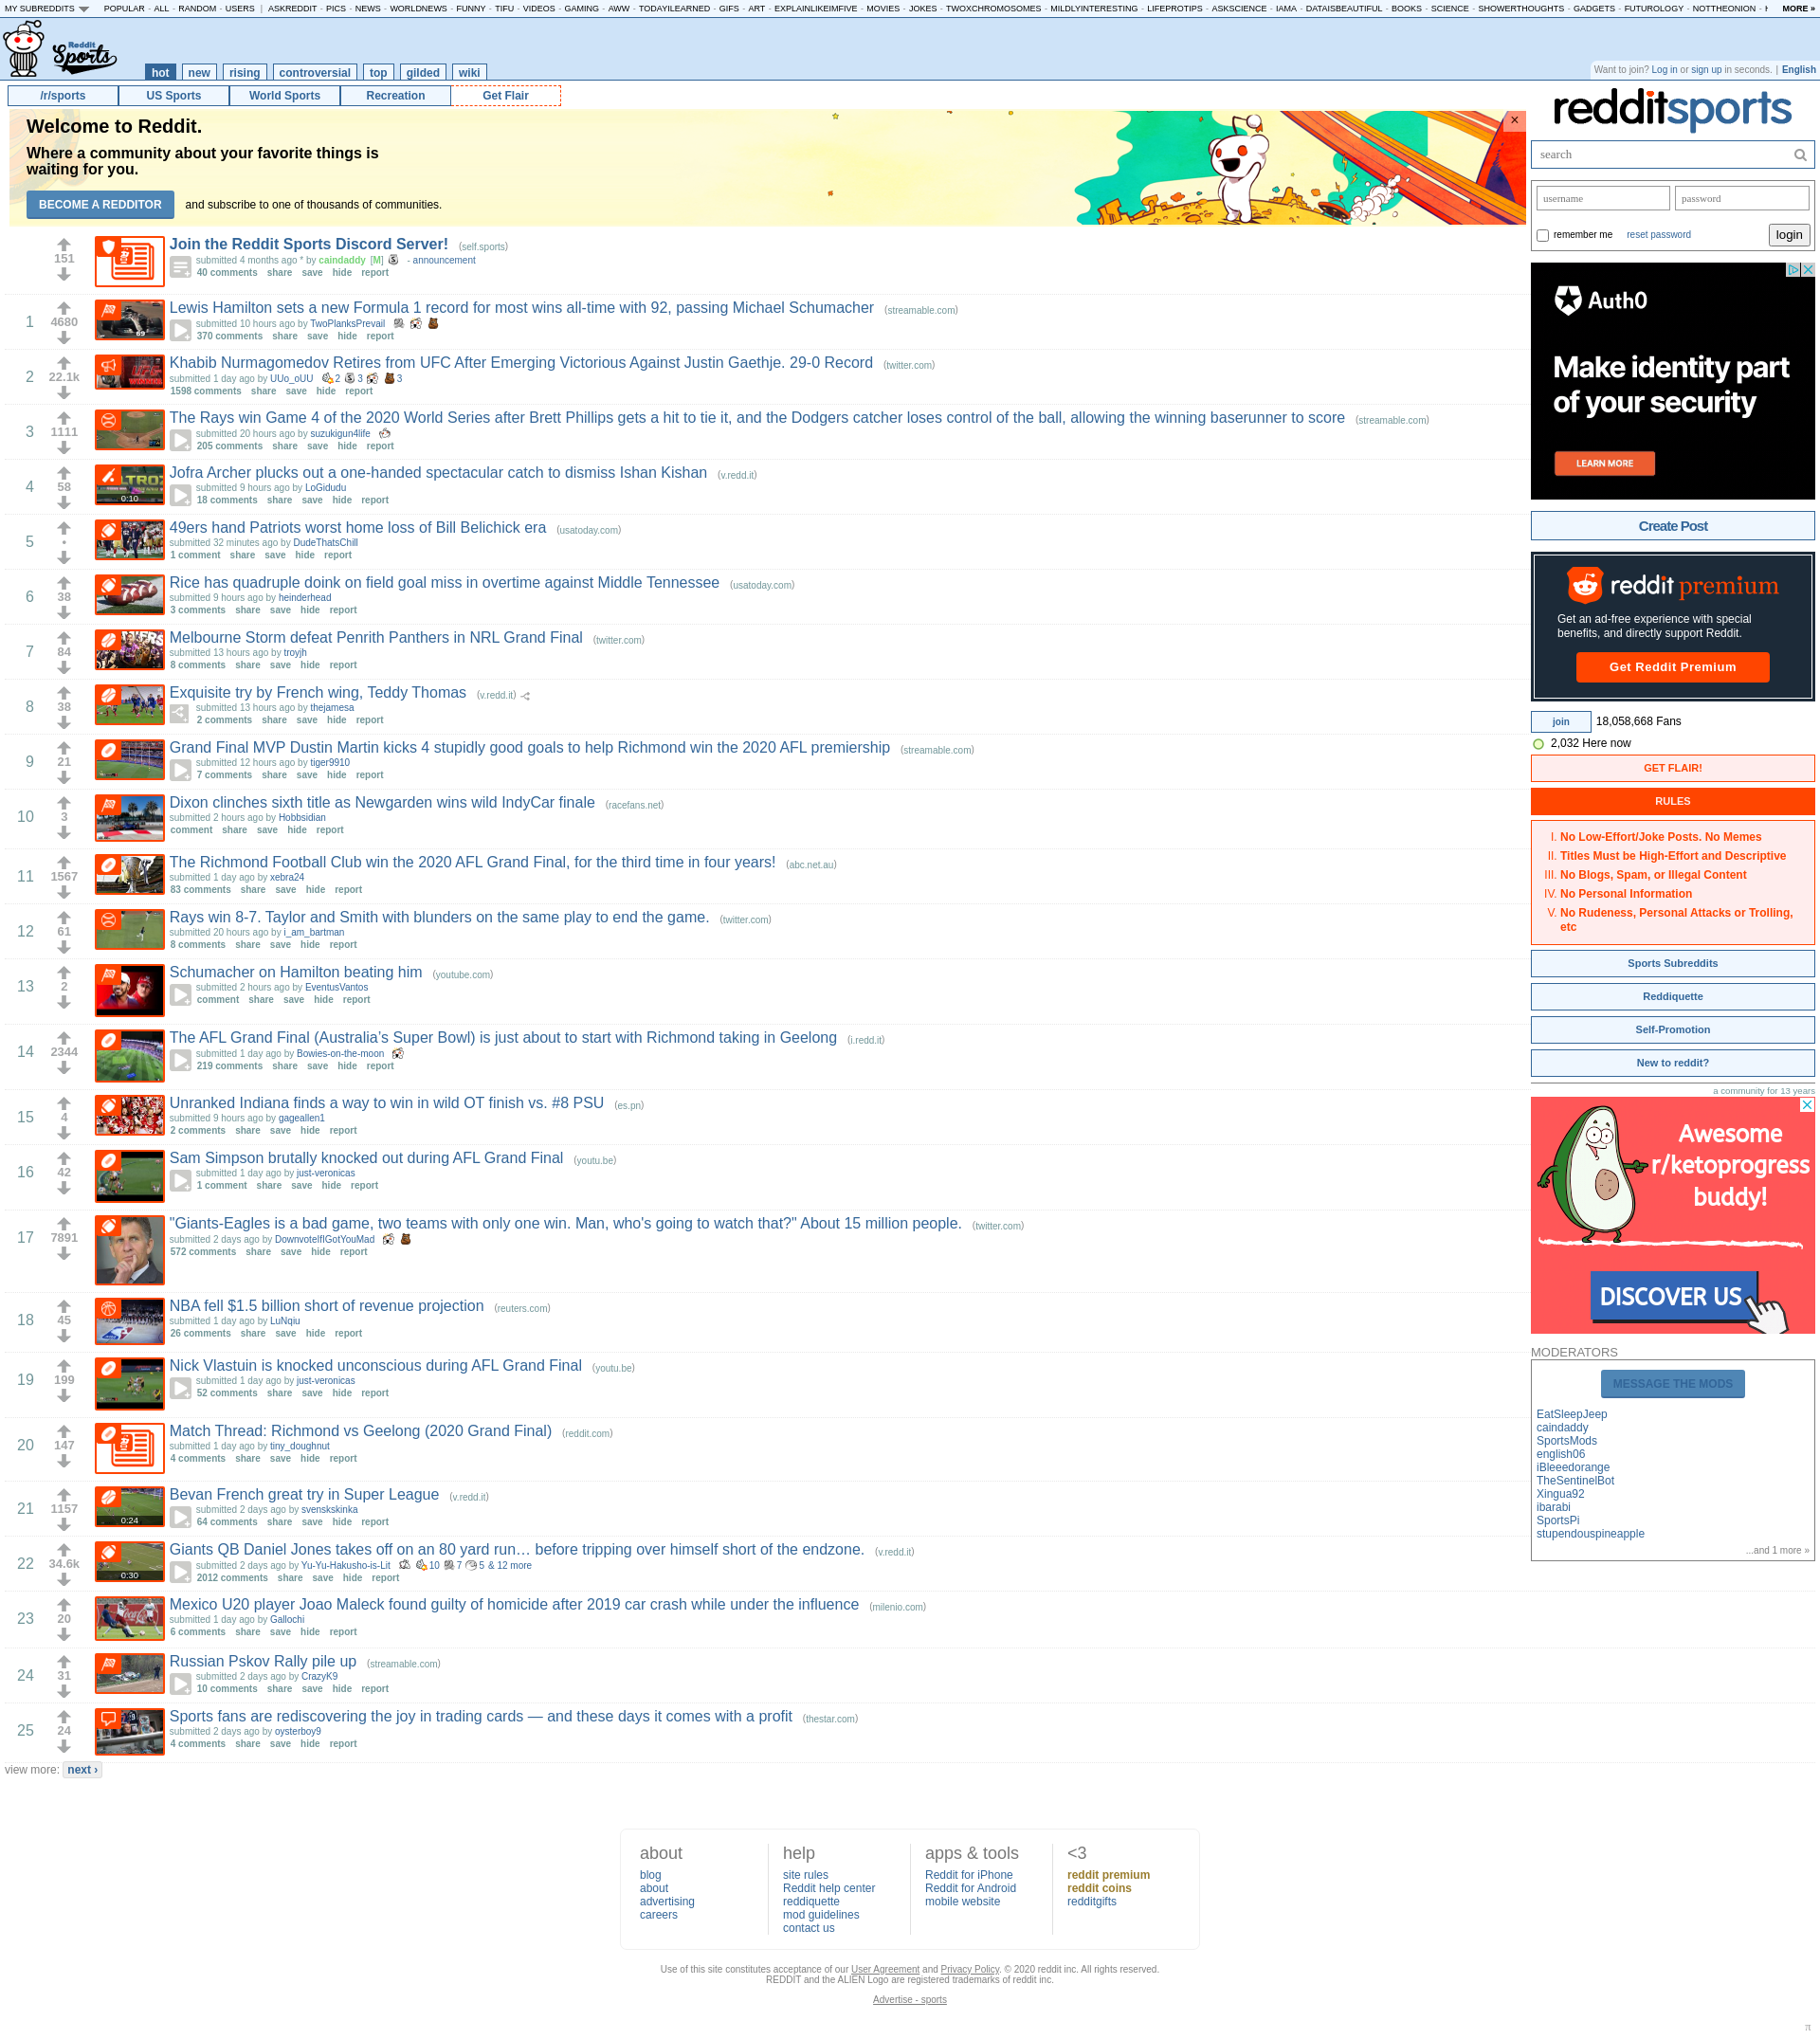 MY SUBREDDITS POPULAR - ALL - RANDOM - USERS | ASKREDDIT - PICS - NEWS - WORLDNEWS - FUNNY - TIFU - VIDEOS - GAMING - AWW - TODAYILEARNED - GIFS - ART - EXPLAINLIKEIMFIVE - MOVIES - JOKES - TWOXCHROMOSOMES - MILDLYINTERESTING - LIFEPROTIPS - ASKSCIENCE - IAMA - DATAISBEAUTIFUL - BOOKS - SCIENCE - SHOWERTHOUGHTS - GADGETS - FUTUROLOGY - NOTTHEONION - MORE »
Reddit Sports
hot new rising controversial top gilded wiki
Want to join? Log in or sign up in seconds. | English
/r/sports US Sports World Sports Recreation Get Flair
Welcome to Reddit.
Where a community about your favorite things is
waiting for you.
BECOME A REDDITOR and subscribe to one of thousands of communities.
×
151
Join the Reddit Sports Discord Server! (self.sports)
submitted 4 months ago * by caindaddy [M] - announcement
40 comments share save hide report
1 4680
Lewis Hamilton sets a new Formula 1 record for most wins all-time with 92, passing Michael Schumacher (streamable.com)
submitted 10 hours ago by TwoPlanksPrevail
370 comments share save hide report
2 22.1k
Khabib Nurmagomedov Retires from UFC After Emerging Victorious Against Justin Gaethje. 29-0 Record (twitter.com)
submitted 1 day ago by UUo_oUU 2 3 3
1598 comments share save hide report
3 1111
The Rays win Game 4 of the 2020 World Series after Brett Phillips gets a hit to tie it, and the Dodgers catcher loses control of the ball, allowing the winning baserunner to score (streamable.com)
submitted 20 hours ago by suzukigun4life
205 comments share save hide report
4 58
0:10
Jofra Archer plucks out a one-handed spectacular catch to dismiss Ishan Kishan (v.redd.it)
submitted 9 hours ago by LoGidudu
18 comments share save hide report
5 •
49ers hand Patriots worst home loss of Bill Belichick era (usatoday.com)
submitted 32 minutes ago by DudeThatsChill
1 comment share save hide report
6 38
Rice has quadruple doink on field goal miss in overtime against Middle Tennessee (usatoday.com)
submitted 9 hours ago by heinderhead
3 comments share save hide report
7 84
Melbourne Storm defeat Penrith Panthers in NRL Grand Final (twitter.com)
submitted 13 hours ago by troyjh
8 comments share save hide report
8 38
Exquisite try by French wing, Teddy Thomas (v.redd.it)
submitted 13 hours ago by thejamesa
2 comments share save hide report
9 21
Grand Final MVP Dustin Martin kicks 4 stupidly good goals to help Richmond win the 2020 AFL premiership (streamable.com)
submitted 12 hours ago by tiger9910
7 comments share save hide report
10 3
Dixon clinches sixth title as Newgarden wins wild IndyCar finale (racefans.net)
submitted 2 hours ago by Hobbsidian
comment share save hide report
11 1567
The Richmond Football Club win the 2020 AFL Grand Final, for the third time in four years! (abc.net.au)
submitted 1 day ago by xebra24
83 comments share save hide report
12 61
Rays win 8-7. Taylor and Smith with blunders on the same play to end the game. (twitter.com)
submitted 20 hours ago by i_am_bartman
8 comments share save hide report
13 2
Schumacher on Hamilton beating him (youtube.com)
submitted 2 hours ago by EventusVantos
comment share save hide report
14 2344
The AFL Grand Final (Australia's Super Bowl) is just about to start with Richmond taking in Geelong (i.redd.it)
submitted 1 day ago by Bowies-on-the-moon
219 comments share save hide report
15 4
Unranked Indiana finds a way to win in wild OT finish vs. #8 PSU (es.pn)
submitted 9 hours ago by gageallen1
2 comments share save hide report
16 42
Sam Simpson brutally knocked out during AFL Grand Final (youtu.be)
submitted 1 day ago by just-veronicas
1 comment share save hide report
17 7891
"Giants-Eagles is a bad game, two teams with only one win. Man, who's going to watch that?" About 15 million people. (twitter.com)
submitted 2 days ago by DownvoteIfIGotYouMad
572 comments share save hide report
18 45
NBA fell $1.5 billion short of revenue projection (reuters.com)
submitted 1 day ago by LuNqiu
26 comments share save hide report
19 199
Nick Vlastuin is knocked unconscious during AFL Grand Final (youtu.be)
submitted 1 day ago by just-veronicas
52 comments share save hide report
20 147
Match Thread: Richmond vs Geelong (2020 Grand Final) (reddit.com)
submitted 1 day ago by tiny_doughnut
4 comments share save hide report
21 1157
0:24
Bevan French great try in Super League (v.redd.it)
submitted 2 days ago by svenskskinka
64 comments share save hide report
22 34.6k
0:30
Giants QB Daniel Jones takes off on an 80 yard run… before tripping over himself short of the endzone. (v.redd.it)
submitted 2 days ago by Yu-Yu-Hakusho-is-Lit 10 7 5 & 12 more
2012 comments share save hide report
23 20
Mexico U20 player Joao Maleck found guilty of homicide after 2019 car crash while under the influence (milenio.com)
submitted 1 day ago by Gallochi
6 comments share save hide report
24 31
Russian Pskov Rally pile up (streamable.com)
submitted 2 days ago by CrazyK9
10 comments share save hide report
25 24
Sports fans are rediscovering the joy in trading cards — and these days it comes with a profit (thestar.com)
submitted 2 days ago by oysterboy9
4 comments share save hide report
view more: next ›
redditsports
search
username password
remember me reset password login
Auth0
Make identity part
of your security
LEARN MORE
Create Post
reddit premium
Get an ad-free experience with special
benefits, and directly support Reddit.
Get Reddit Premium
join 18,058,668 Fans
2,032 Here now
GET FLAIR!
RULES
I. No Low-Effort/Joke Posts. No Memes
II. Titles Must be High-Effort and Descriptive
III. No Blogs, Spam, or Illegal Content
IV. No Personal Information
V. No Rudeness, Personal Attacks or Trolling,
etc
Sports Subreddits
Reddiquette
Self-Promotion
New to reddit?
a community for 13 years
Awesome
r/ketoprogress
buddy!
DISCOVER US
MODERATORS
MESSAGE THE MODS
EatSleepJeep
caindaddy
SportsMods
english06
iBleeedorange
TheSentinelBot
Xingua92
ibarabi
SportsPi
stupendouspineapple
...and 1 more »
about
blog
about
advertising
careers
help
site rules
Reddit help center
reddiquette
mod guidelines
contact us
apps & tools
Reddit for iPhone
Reddit for Android
mobile website
<3
reddit premium
reddit coins
redditgifts
Use of this site constitutes acceptance of our User Agreement and Privacy Policy. © 2020 reddit inc. All rights reserved.
REDDIT and the ALIEN Logo are registered trademarks of reddit inc.
Advertise - sports
π